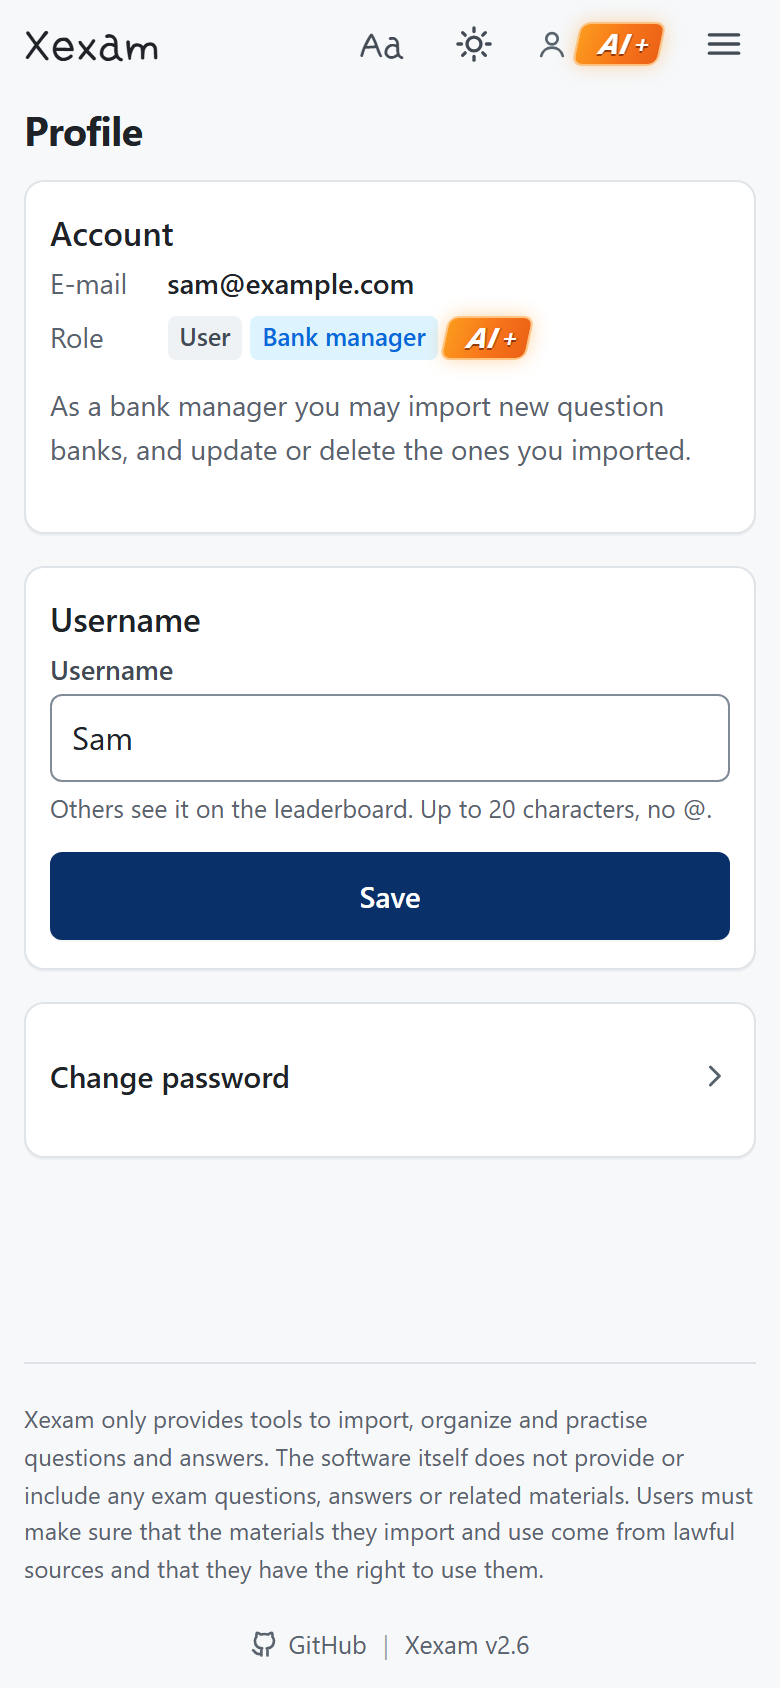 Xexam Aa AI+
Profile
Account
E-mail sam@example.com
Role User Bank manager AI+
As a bank manager you may import new question
banks, and update or delete the ones you imported.
Username
Username
Sam
Others see it on the leaderboard. Up to 20 characters, no @.
Save
Change password
Xexam only provides tools to import, organize and practise
questions and answers. The software itself does not provide or
include any exam questions, answers or related materials. Users must
make sure that the materials they import and use come from lawful
sources and that they have the right to use them.
GitHub | Xexam v2.6